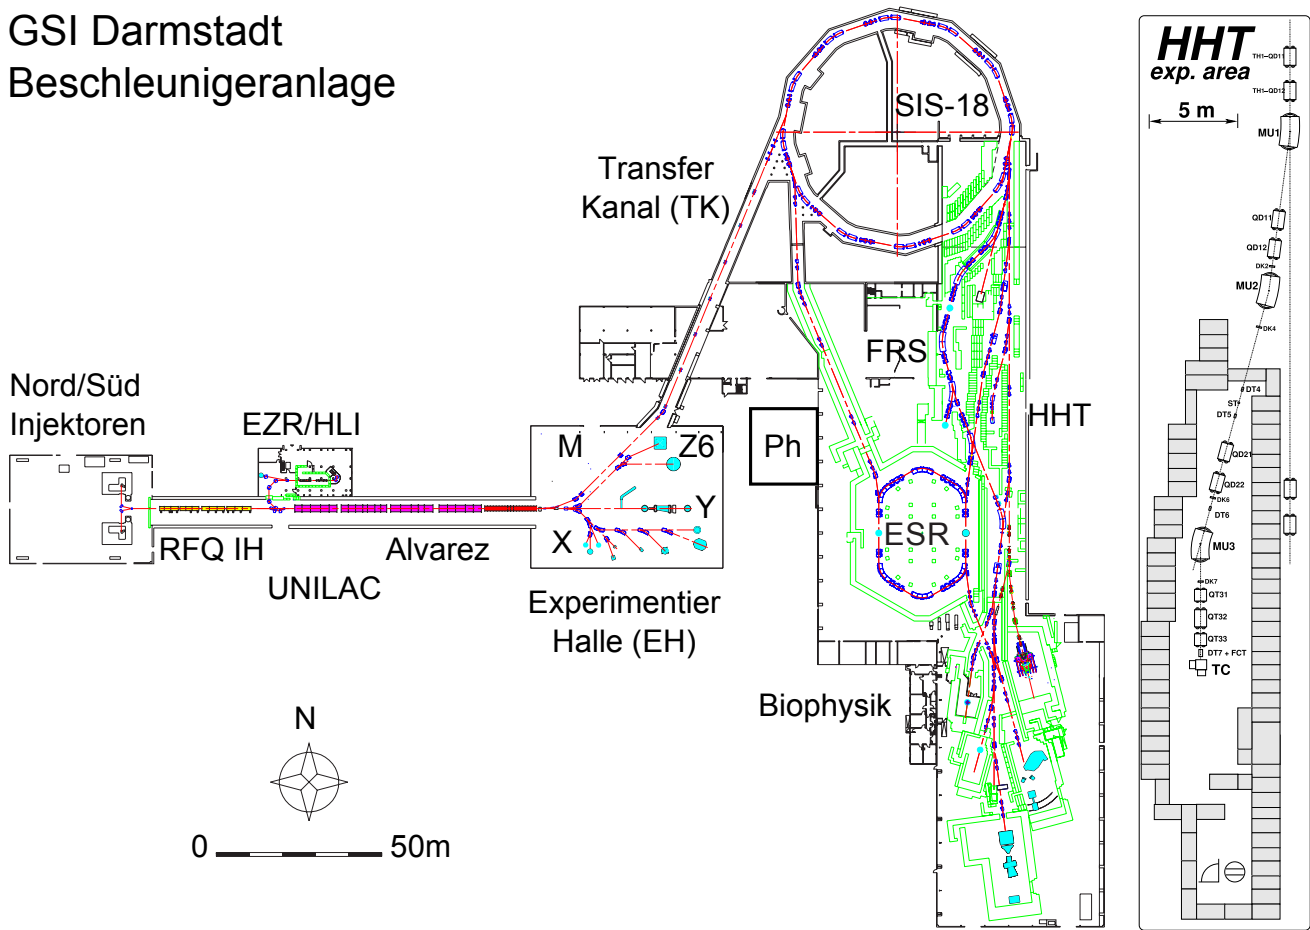 GSI Darmstadt
Beschleunigeranlage
SIS-18
Transfer
Kanal (TK)
FRS
HHT
Nord/Süd
Injektoren
EZR/HLI
M
Z6
Ph
Y
X
ESR
RFQ IH
Alvarez
UNILAC
Experimentier
Halle (EH)
Biophysik
N
0
50m
HHT
exp. area
5 m
TH1-QD11
TH1-QD12
MU1
QD11
QD12
DK2
MU2
DK4
DT4
ST
DT5
QD21
QD22
DK6
DT6
MU3
DK7
QT31
QT32
QT33
DT7 + FCT
TC